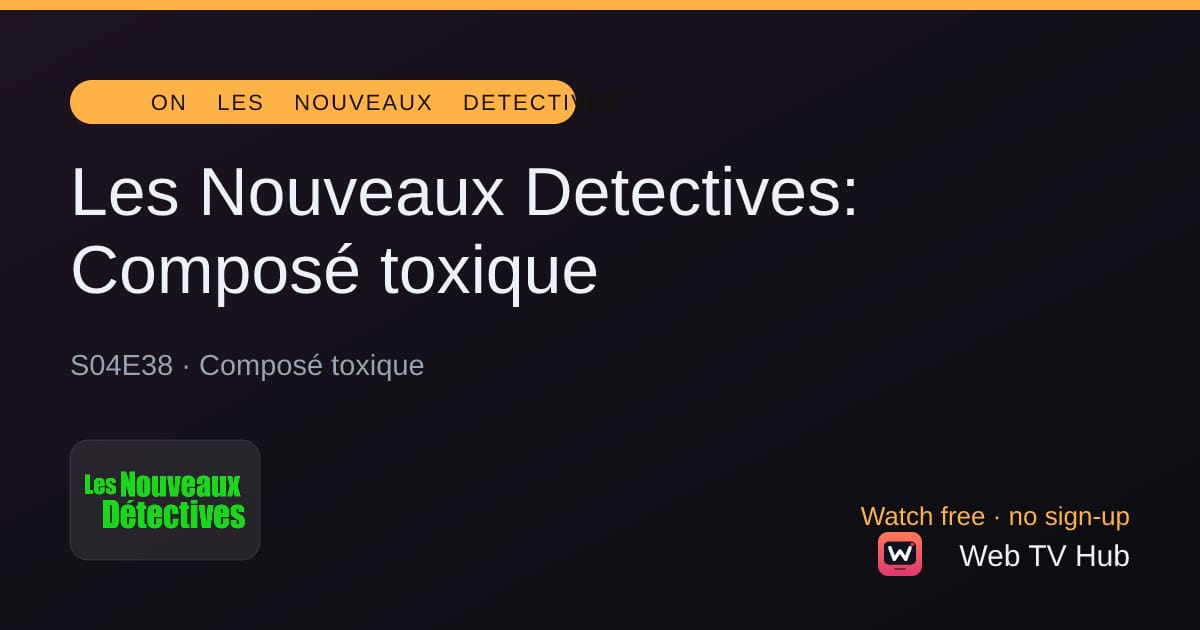 ON LES NOUVEAUX DETECTIVES
Les Nouveaux Detectives:
Composé toxique
S04E38 · Composé toxique
Les Nouveaux
Détectives
Watch free · no sign-up
W
Web TV Hub